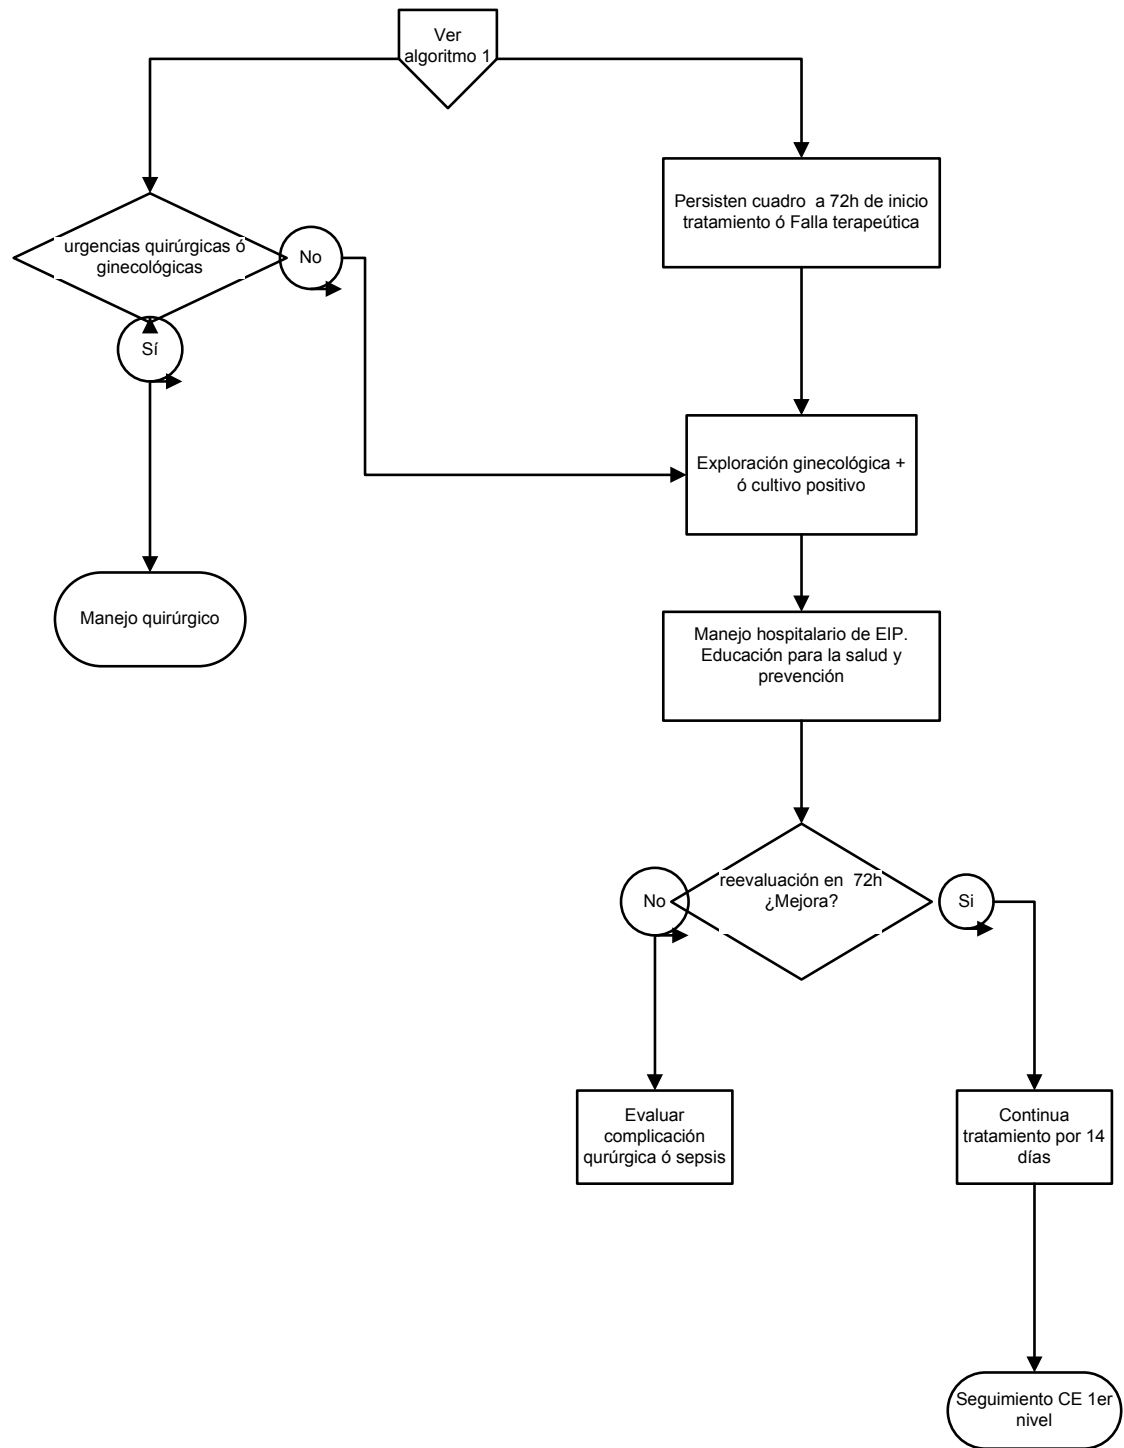 Ver
algoritmo 1
Persisten cuadro a 72h de inicio
tratamiento ó Falla terapeútica
urgencias quirúrgicas ó
ginecológicas
No
Sí
Exploración ginecológica +
ó cultivo positivo
Manejo quirúrgico
Manejo hospitalario de EIP.
Educación para la salud y
prevención
reevaluación en 72h
¿Mejora?
No
Si
Evaluar
complicación
qurúrgica ó sepsis
Continua
tratamiento por 14
días
Seguimiento CE 1er
nivel